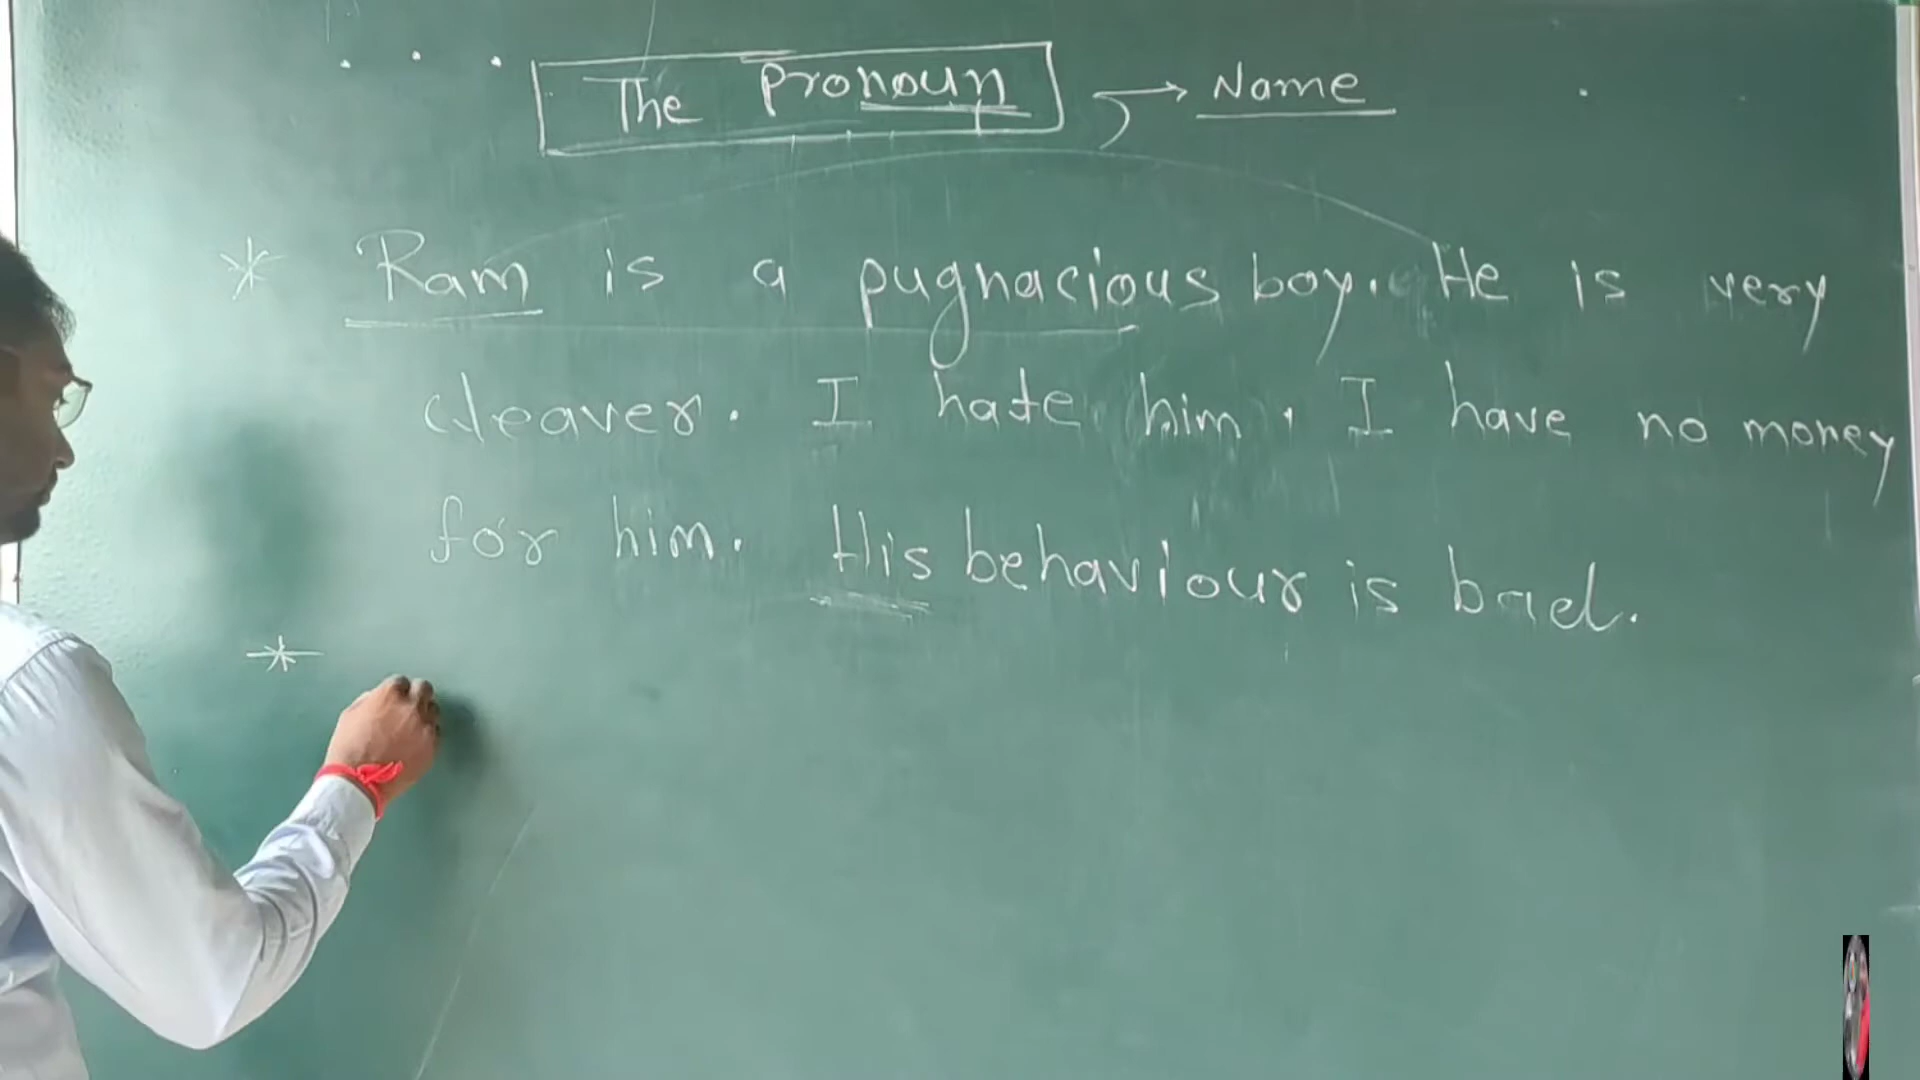 The Pronoun → Name
* Ram is a pugnacious boy. He is very
cleaver. I hate him. I have no money
for him. His behaviour is bad.
*